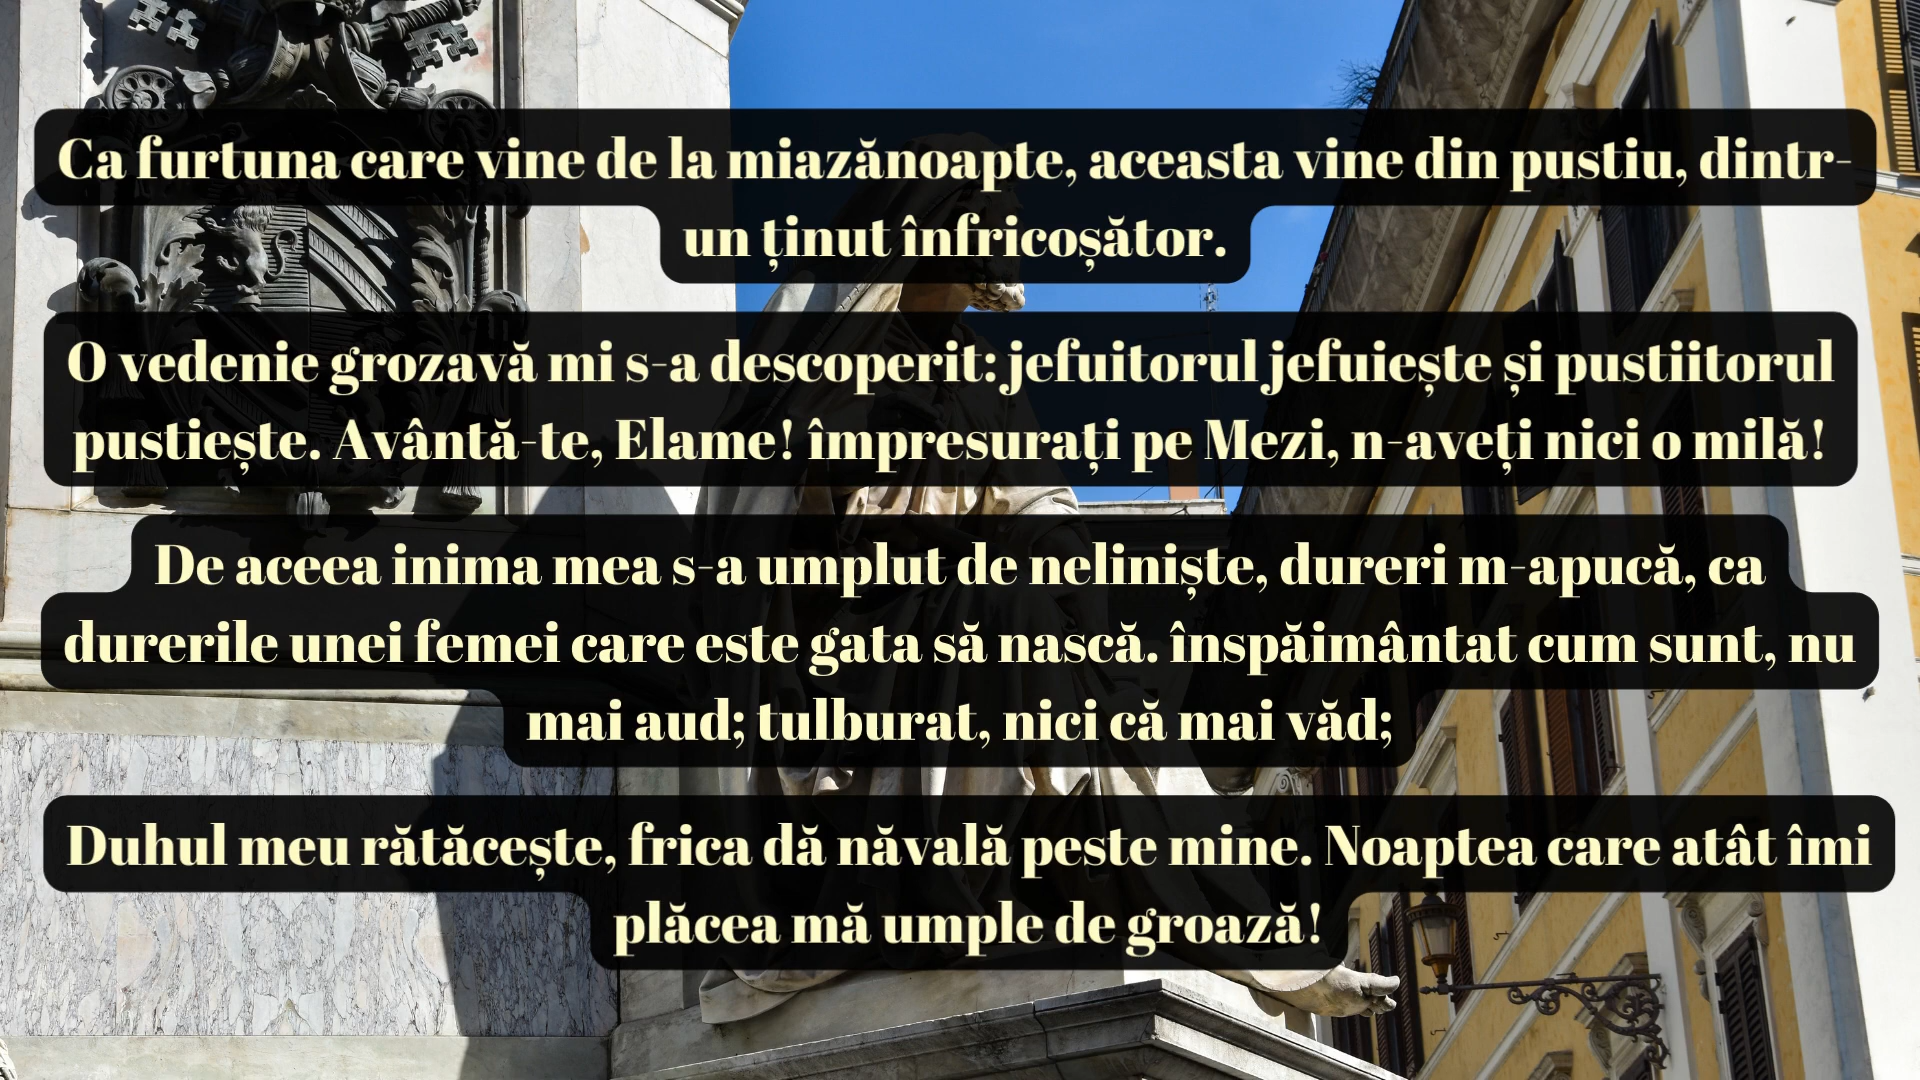 Ca furtuna care vine de la miazănoapte, aceasta vine din pustiu, dintr-
un ținut înfricoșător.
O vedenie grozavă mi s-a descoperit: jefuitorul jefuiește și pustiitorul
pustiește. Avântă-te, Elame! împresurați pe Mezi, n-aveți nici o milă!
De aceea inima mea s-a umplut de neliniște, dureri m-apucă, ca
durerile unei femei care este gata să nască. înspăimântat cum sunt, nu
mai aud; tulburat, nici că mai văd;
Duhul meu rătăcește, frica dă năvală peste mine. Noaptea care atât îmi
plăcea mă umple de groază!